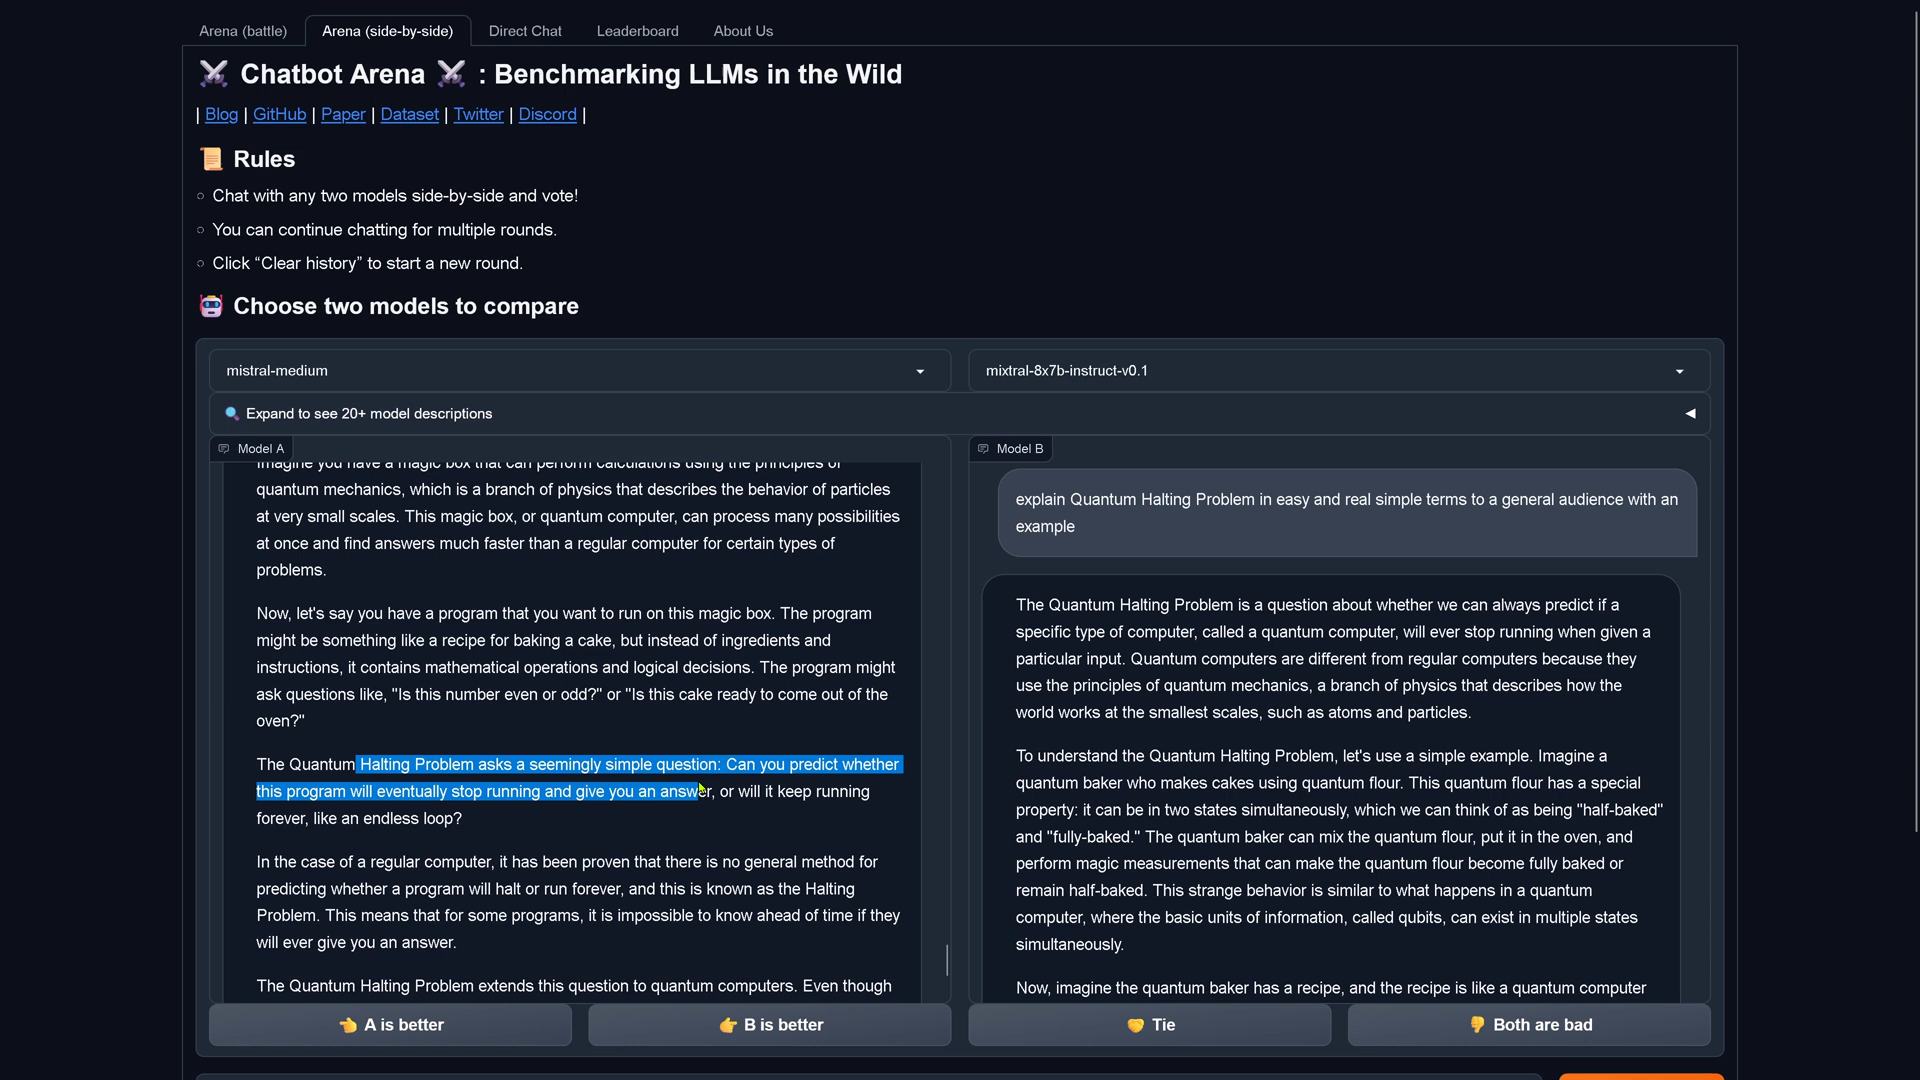 Arena (battle)
Arena (side-by-side)
Direct Chat
Leaderboard
About Us
⚔️ Chatbot Arena ⚔️ : Benchmarking LLMs in the Wild
| Blog | GitHub | Paper | Dataset | Twitter | Discord |
📜 Rules
Chat with any two models side-by-side and vote!
You can continue chatting for multiple rounds.
Click “Clear history” to start a new round.
🤖 Choose two models to compare
mistral-medium
mixtral-8x7b-instruct-v0.1
🔍 Expand to see 20+ model descriptions
Model A
Imagine you have a magic box that can perform calculations using the principles of
quantum mechanics, which is a branch of physics that describes the behavior of particles
at very small scales. This magic box, or quantum computer, can process many possibilities
at once and find answers much faster than a regular computer for certain types of
problems.
Now, let's say you have a program that you want to run on this magic box. The program
might be something like a recipe for baking a cake, but instead of ingredients and
instructions, it contains mathematical operations and logical decisions. The program might
ask questions like, "Is this number even or odd?" or "Is this cake ready to come out of the
oven?"
The Quantum Halting Problem asks a seemingly simple question: Can you predict whether
this program will eventually stop running and give you an answer, or will it keep running
forever, like an endless loop?
In the case of a regular computer, it has been proven that there is no general method for
predicting whether a program will halt or run forever, and this is known as the Halting
Problem. This means that for some programs, it is impossible to know ahead of time if they
will ever give you an answer.
The Quantum Halting Problem extends this question to quantum computers. Even though
Model B
explain Quantum Halting Problem in easy and real simple terms to a general audience with an
example
The Quantum Halting Problem is a question about whether we can always predict if a
specific type of computer, called a quantum computer, will ever stop running when given a
particular input. Quantum computers are different from regular computers because they
use the principles of quantum mechanics, a branch of physics that describes how the
world works at the smallest scales, such as atoms and particles.
To understand the Quantum Halting Problem, let's use a simple example. Imagine a
quantum baker who makes cakes using quantum flour. This quantum flour has a special
property: it can be in two states simultaneously, which we can think of as being "half-baked"
and "fully-baked." The quantum baker can mix the quantum flour, put it in the oven, and
perform magic measurements that can make the quantum flour become fully baked or
remain half-baked. This strange behavior is similar to what happens in a quantum
computer, where the basic units of information, called qubits, can exist in multiple states
simultaneously.
Now, imagine the quantum baker has a recipe, and the recipe is like a quantum computer
👈 A is better
👉 B is better
🤝 Tie
👎 Both are bad